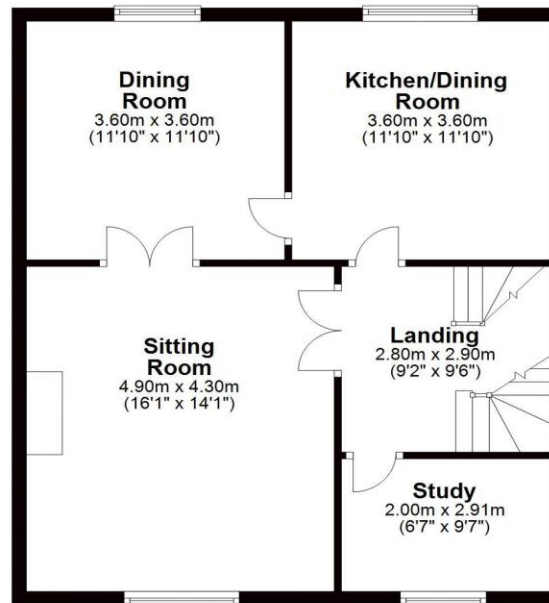 Dining
Room
3.60m x 3.60m
(11'10" x 11'10")
Kitchen/Dining
Room
3.60m x 3.60m
(11'10" x 11'10")
Sitting
Room
4.90m x 4.30m
(16'1" x 14'1")
Landing
2.80m x 2.90m
(9'2" x 9'6")
Study
2.00m x 2.91m
(6'7" x 9'7")